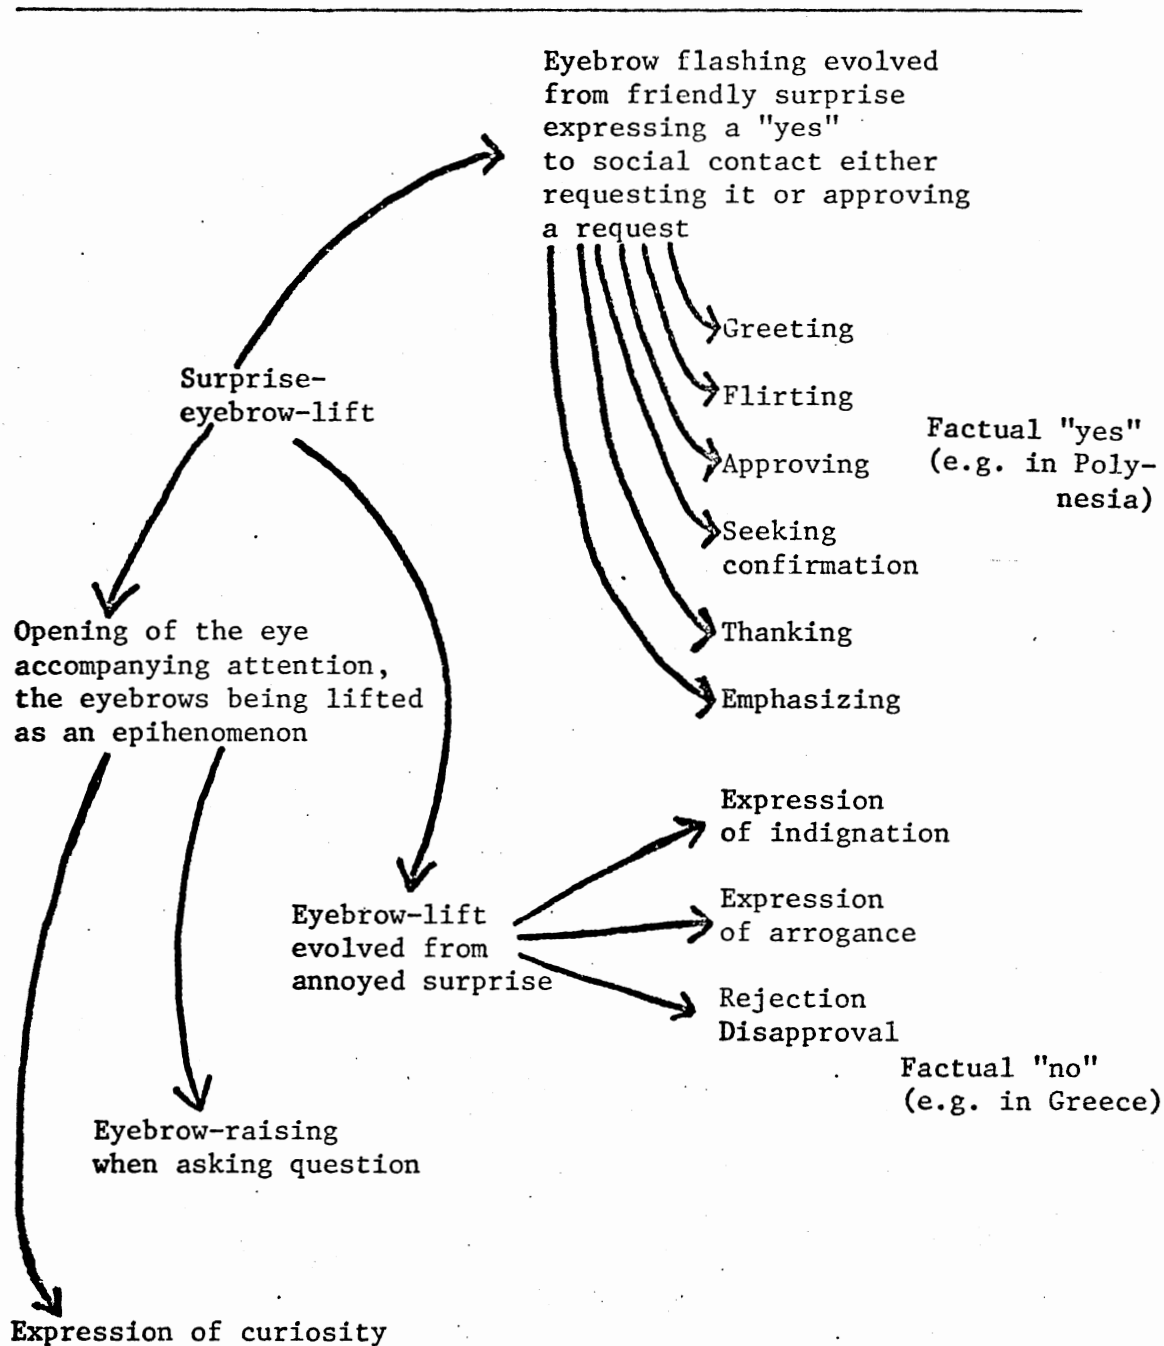 Eyebrow flashing evolved
from friendly surprise
expressing a "yes"
to social contact either
requesting it or approving
a request
Greeting
Flirting
Approving
Factual "yes"
(e.g. in Poly-
nesia)
Seeking
confirmation
Thanking
Emphasizing
Surprise-
eyebrow-lift
Opening of the eye
accompanying attention,
the eyebrows being lifted
as an epihenomenon
Eyebrow-lift
evolved from
annoyed surprise
Expression
of indignation
Expression
of arrogance
Rejection
Disapproval
Factual "no"
(e.g. in Greece)
Eyebrow-raising
when asking question
Expression of curiosity